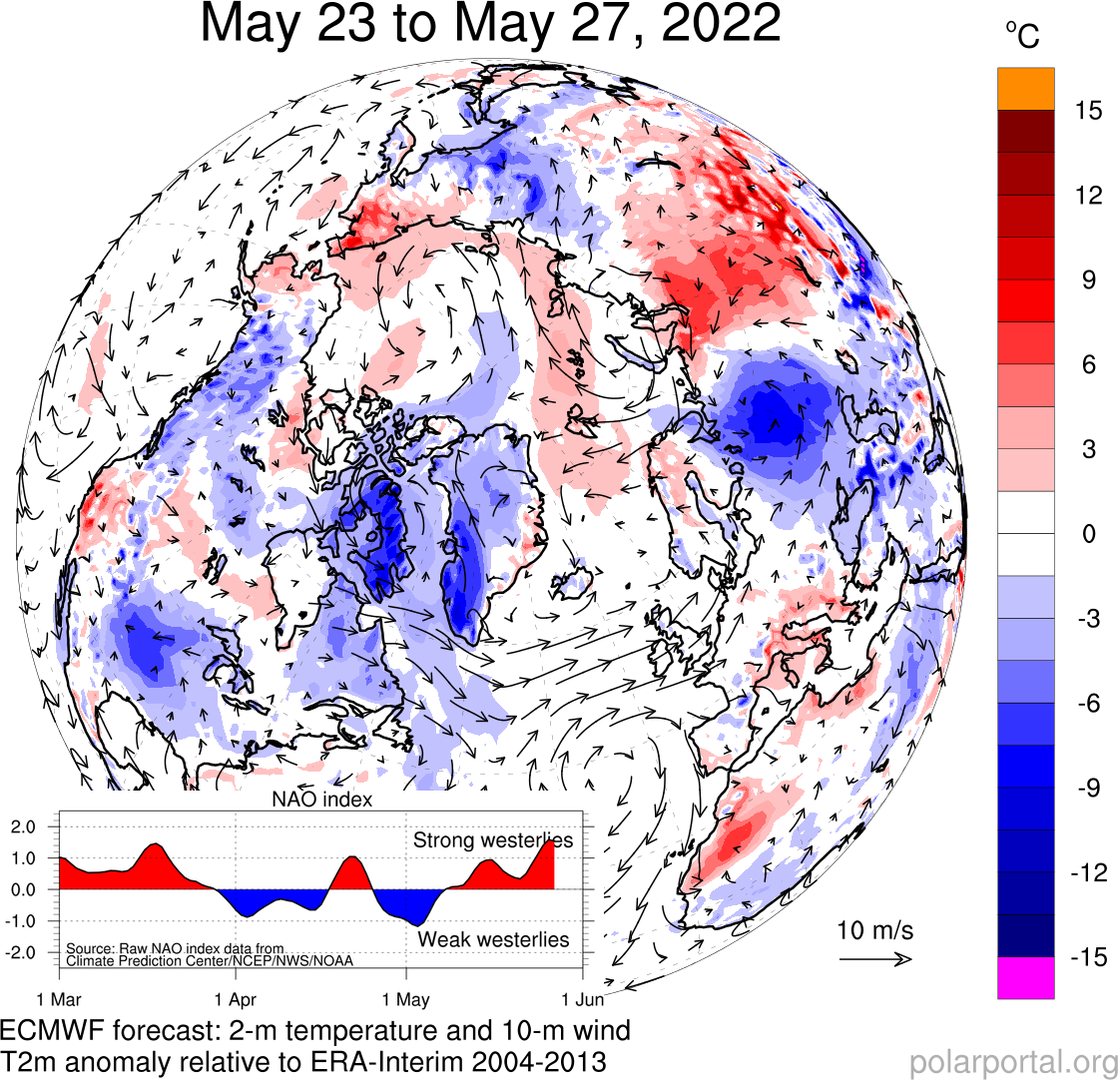 May 23 to May 27, 2022
°C
15
12
9
6
3
0
-3
-6
-9
-12
-15
10 m/s
NAO index
2.0
1.0
0.0
-1.0
-2.0
Strong westerlies
Weak westerlies
Source: Raw NAO index data from
Climate Prediction Center/NCEP/NWS/NOAA
1 Mar 1 Apr 1 May 1 Jun
ECMWF forecast: 2-m temperature and 10-m wind
T2m anomaly relative to ERA-Interim 2004-2013
polarportal.org